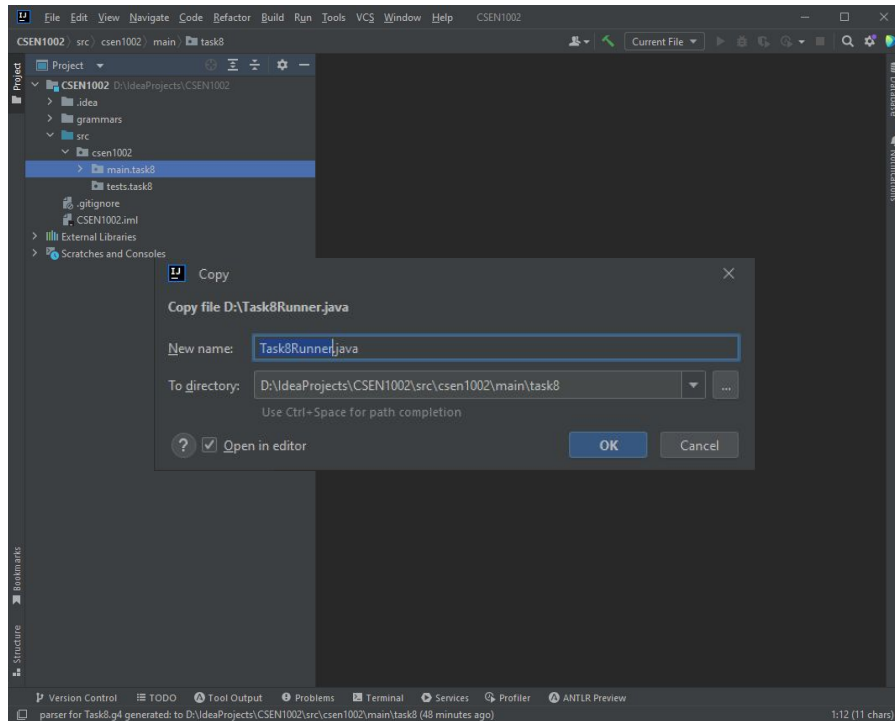 File Edit View Navigate Code Refactor Build Run Tools VCS Window Help CSEN1002
CSEN1002 src csen1002 main task8
Current File
Project
Project
CSEN1002 D:\IdeaProjects\CSEN1002
.idea
grammars
src
csen1002
main.task8
tests.task8
.gitignore
CSEN1002.iml
External Libraries
Scratches and Consoles
Database
Notifications
Copy
Copy file D:\Task8Runner.java
New name: Task8Runner.java
To directory: D:\IdeaProjects\CSEN1002\src\csen1002\main\task8
...
Use Ctrl+Space for path completion
? Open in editor
OK Cancel
Bookmarks
Structure
Version Control TODO Tool Output Problems Terminal Services Profiler ANTLR Preview
parser for Task8.g4 generated: to D:\IdeaProjects\CSEN1002\src\csen1002\main\task8 (48 minutes ago) 1:12 (11 chars)